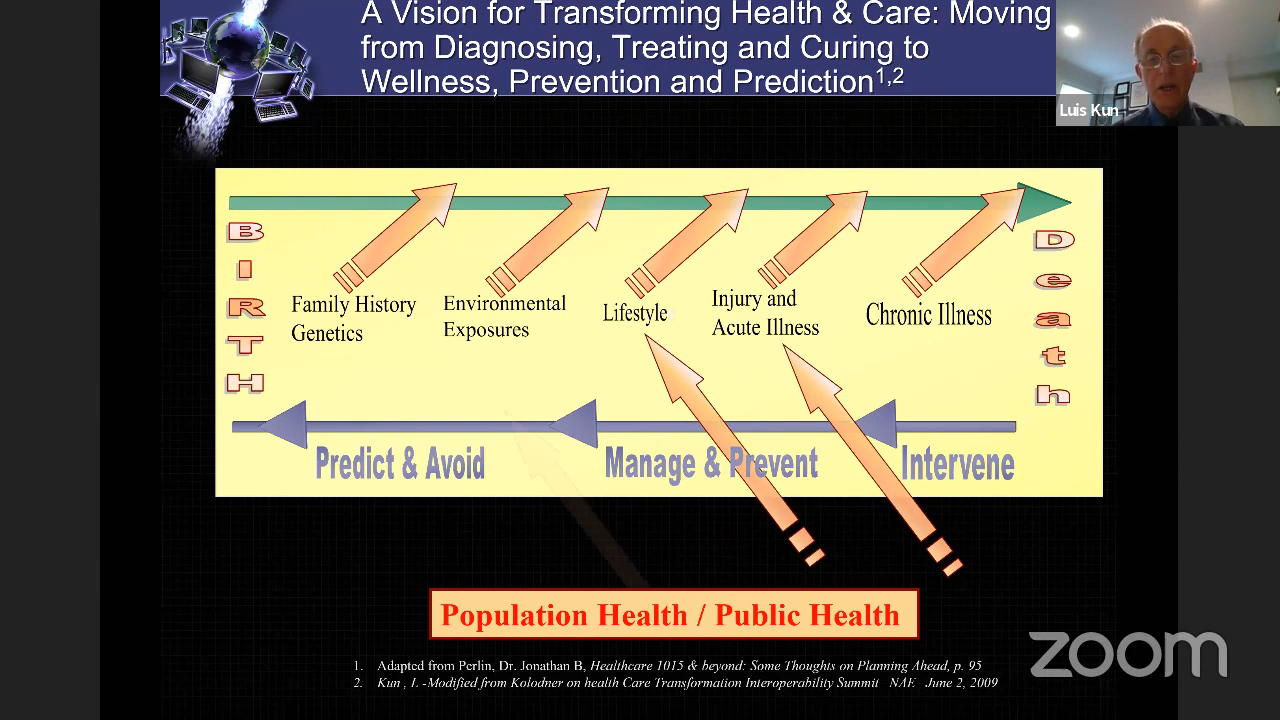 A Vision for Transforming Health & Care: Moving
from Diagnosing, Treating and Curing to
Wellness, Prevention and Prediction1,2
Luis Kun
BIRTH
Family History
Genetics
Environmental
Exposures
Lifestyle
Injury and
Acute Illness
Chronic Illness
Death
Predict & Avoid
Manage & Prevent
Intervene
Population Health / Public Health
1. Adapted from Perlin, Dr. Jonathan B, Healthcare 1015 & beyond: Some Thoughts on Planning Ahead, p. 95
2. Kun , L -Modified from Kolodner on health Care Transformation Interoperability Summit NAE June 2, 2009
zoom